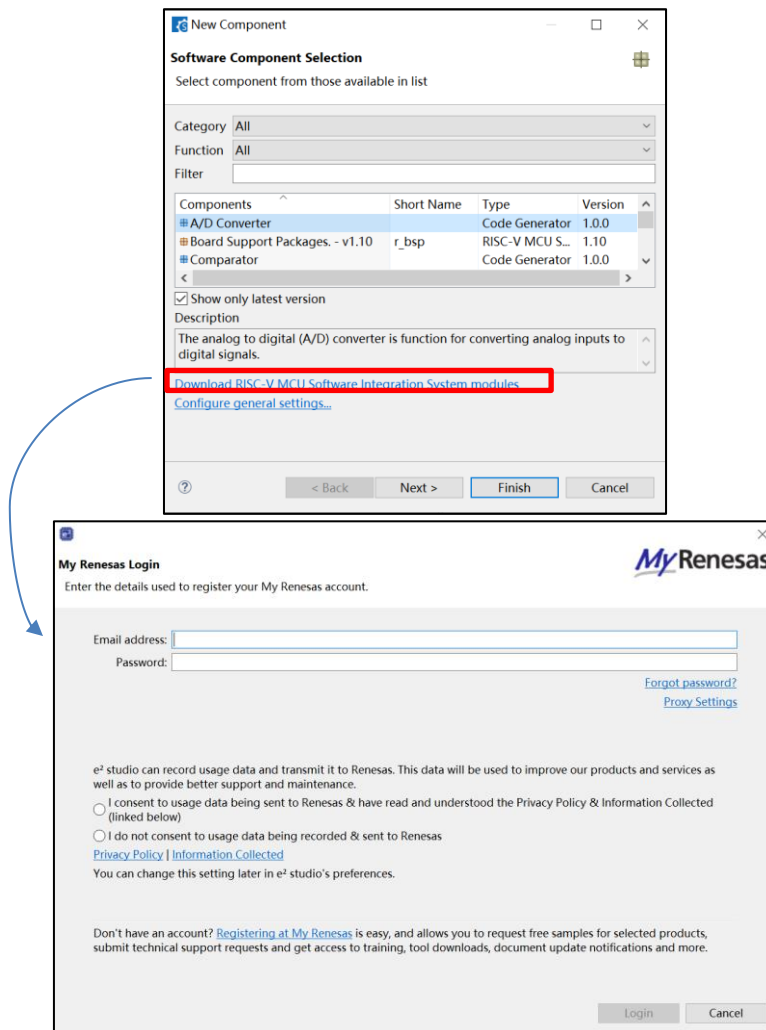 New Component
Software Component Selection
Select component from those available in list
Category All
Function All
Filter
Components Short Name Type Version
A/D Converter Code Generator 1.0.0
Board Support Packages. - v1.10 r_bsp RISC-V MCU S... 1.10
Comparator Code Generator 1.0.0
Show only latest version
Description
The analog to digital (A/D) converter is function for converting analog inputs to
digital signals.
Download RISC-V MCU Software Integration System modules
Configure general settings...
? < Back Next > Finish Cancel
My Renesas Login
MyRenesas
Enter the details used to register your My Renesas account.
Email address:
Password:
Forgot password?
Proxy Settings
e² studio can record usage data and transmit it to Renesas. This data will be used to improve our products and services as
well as to provide better support and maintenance.
I consent to usage data being sent to Renesas & have read and understood the Privacy Policy & Information Collected
(linked below)
I do not consent to usage data being recorded & sent to Renesas
Privacy Policy | Information Collected
You can change this setting later in e² studio's preferences.
Don't have an account? Registering at My Renesas is easy, and allows you to request free samples for selected products,
submit technical support requests and get access to training, tool downloads, document update notifications and more.
Login Cancel